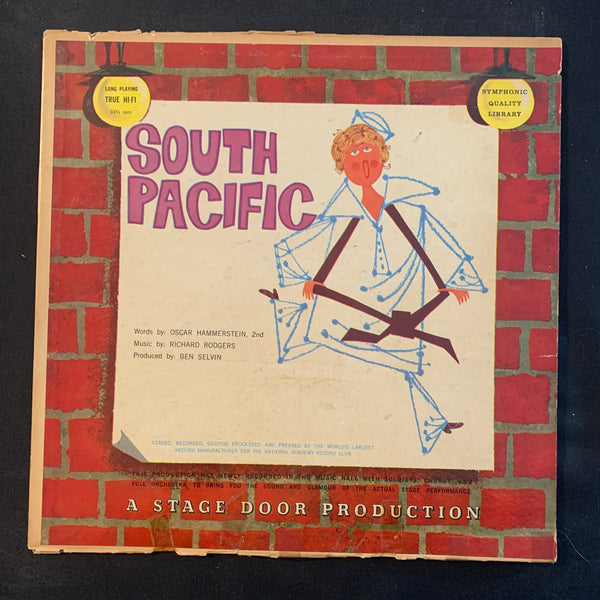 LONG PLAYING
TRUE HI-FI
33⅓ rpm
SYMPHONIC
QUALITY
LIBRARY
SOUTH
PACIFIC
Words by: OSCAR HAMMERSTEIN, 2nd
Music by: RICHARD RODGERS
Produced by: BEN SELVIN
STAGED, RECORDED, CUSTOM PROCESSED AND PRESSED BY THE WORLD'S LARGEST
RECORD MANUFACTURER FOR THE NATIONAL ACADEMY RECORD CLUB
THIS PRODUCTION WAS NEWLY RECORDED IN THE MUSIC HALL WITH SOLOISTS, CHORUS, AND
FULL ORCHESTRA, TO BRING YOU THE SOUND AND GLAMOUR OF THE ACTUAL STAGE PERFORMANCE.
A STAGE DOOR PRODUCTION